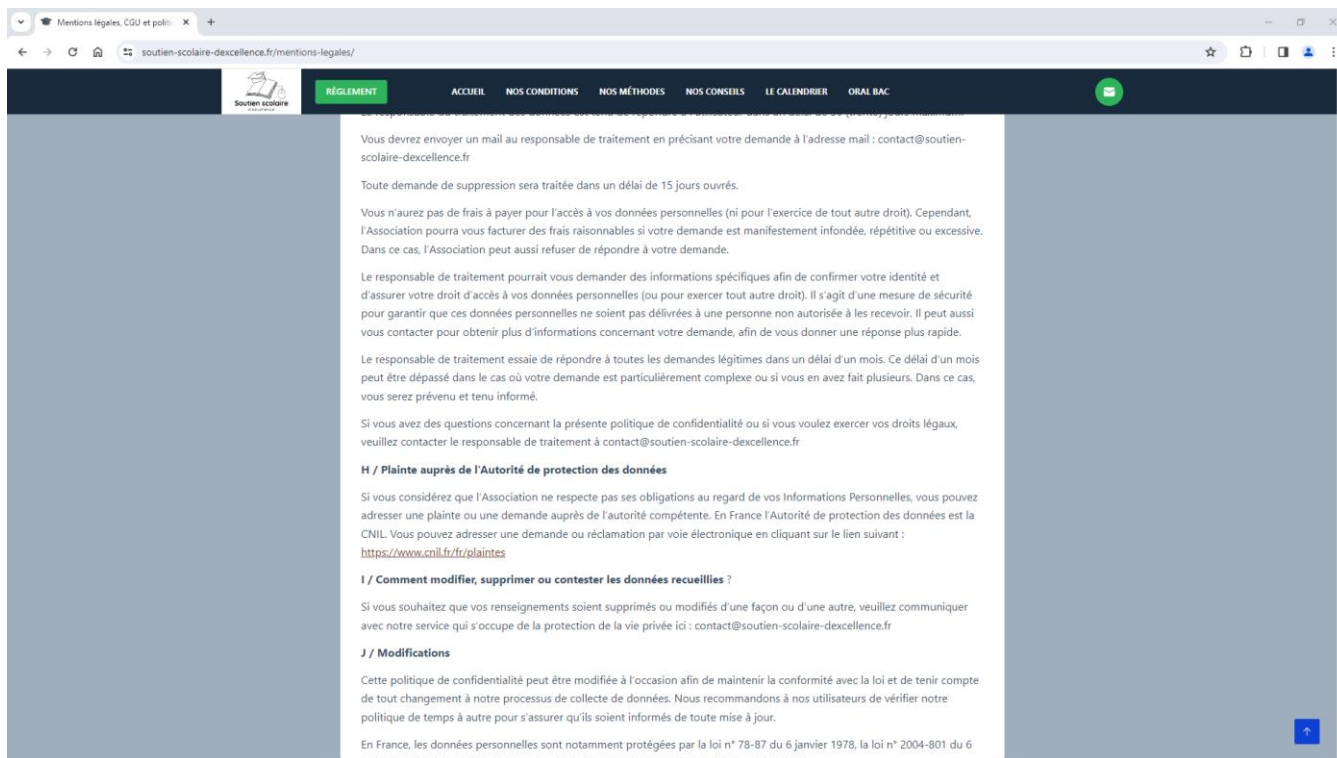 Mentions légales, CGU et politi
soutien-scolaire-dexcellence.fr/mentions-legales/
Soutien scolaire
RÈGLEMENT
ACCUEIL NOS CONDITIONS NOS MÉTHODES NOS CONSEILS LE CALENDRIER ORAL BAC
Vous devrez envoyer un mail au responsable de traitement en précisant votre demande à l'adresse mail : contact@soutien-
scolaire-dexcellence.fr
Toute demande de suppression sera traitée dans un délai de 15 jours ouvrés.
Vous n'aurez pas de frais à payer pour l'accès à vos données personnelles (ni pour l'exercice de tout autre droit). Cependant,
l'Association pourra vous facturer des frais raisonnables si votre demande est manifestement infondée, répétitive ou excessive.
Dans ce cas, l'Association peut aussi refuser de répondre à votre demande.
Le responsable de traitement pourrait vous demander des informations spécifiques afin de confirmer votre identité et
d'assurer votre droit d'accès à vos données personnelles (ou pour exercer tout autre droit). Il s'agit d'une mesure de sécurité
pour garantir que ces données personnelles ne soient pas délivrées à une personne non autorisée à les recevoir. Il peut aussi
vous contacter pour obtenir plus d'informations concernant votre demande, afin de vous donner une réponse plus rapide.
Le responsable de traitement essaie de répondre à toutes les demandes légitimes dans un délai d'un mois. Ce délai d'un mois
peut être dépassé dans le cas où votre demande est particulièrement complexe ou si vous en avez fait plusieurs. Dans ce cas,
vous serez prévenu et tenu informé.
Si vous avez des questions concernant la présente politique de confidentialité ou si vous voulez exercer vos droits légaux,
veuillez contacter le responsable de traitement à contact@soutien-scolaire-dexcellence.fr
H / Plainte auprès de l'Autorité de protection des données
Si vous considérez que l'Association ne respecte pas ses obligations au regard de vos Informations Personnelles, vous pouvez
adresser une plainte ou une demande auprès de l'autorité compétente. En France l'Autorité de protection des données est la
CNIL. Vous pouvez adresser une demande ou réclamation par voie électronique en cliquant sur le lien suivant :
https://www.cnil.fr/fr/plaintes
I / Comment modifier, supprimer ou contester les données recueillies ?
Si vous souhaitez que vos renseignements soient supprimés ou modifiés d'une façon ou d'une autre, veuillez communiquer
avec notre service qui s'occupe de la protection de la vie privée ici : contact@soutien-scolaire-dexcellence.fr
J / Modifications
Cette politique de confidentialité peut être modifiée à l'occasion afin de maintenir la conformité avec la loi et de tenir compte
de tout changement à notre processus de collecte de données. Nous recommandons à nos utilisateurs de vérifier notre
politique de temps à autre pour s'assurer qu'ils soient informés de toute mise à jour.
En France, les données personnelles sont notamment protégées par la loi n° 78-87 du 6 janvier 1978, la loi n° 2004-801 du 6